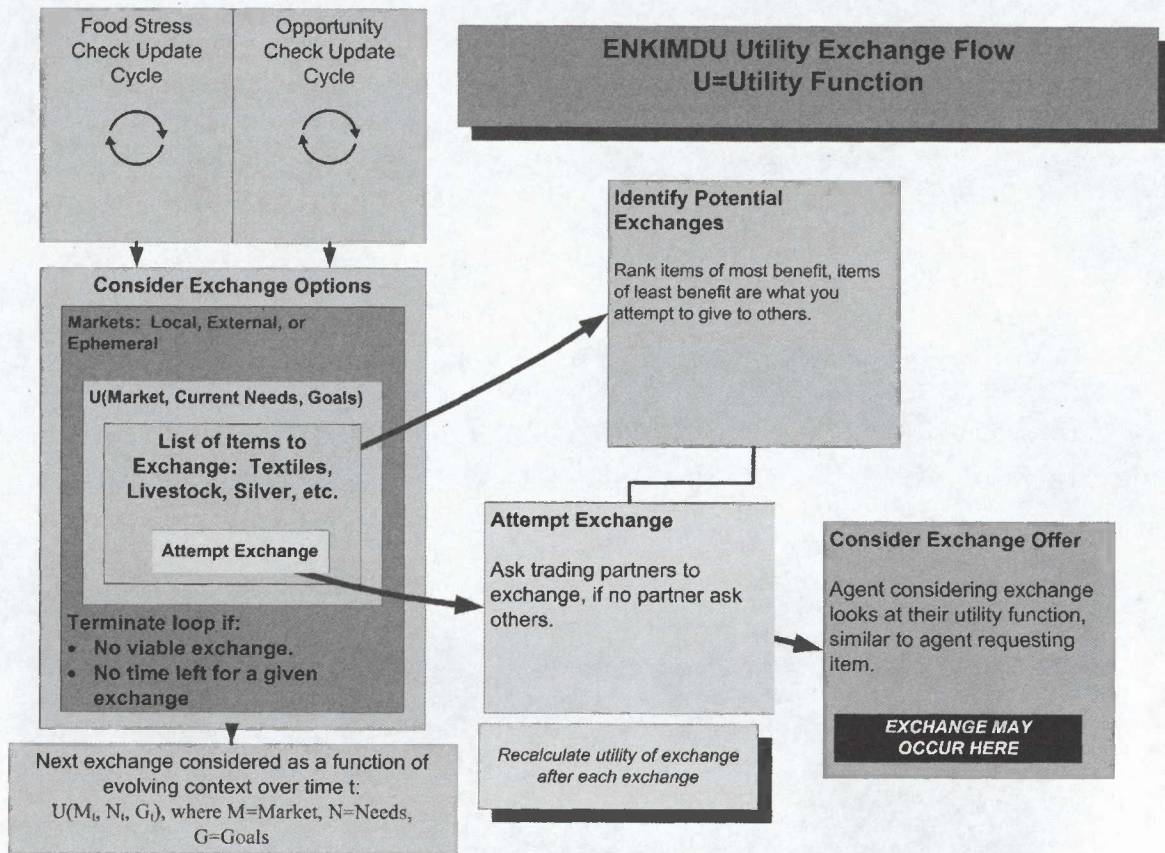 Food Stress
Check Update
Cycle
Opportunity
Check Update
Cycle
ENKIMDU Utility Exchange Flow
U=Utility Function
Consider Exchange Options
Markets: Local, External, or
Ephemeral
U(Market, Current Needs, Goals)
List of Items to
Exchange: Textiles,
Livestock, Silver, etc.
Attempt Exchange
Terminate loop if:
• No viable exchange.
• No time left for a given
exchange
Next exchange considered as a function of
evolving context over time t:
U(Mₜ, Nₜ, Gₜ), where M=Market, N=Needs,
G=Goals
Identify Potential
Exchanges
Rank items of most benefit, items
of least benefit are what you
attempt to give to others.
Attempt Exchange
Ask trading partners to
exchange, if no partner ask
others.
Recalculate utility of exchange
after each exchange
Consider Exchange Offer
Agent considering exchange
looks at their utility function,
similar to agent requesting
item.
EXCHANGE MAY
OCCUR HERE